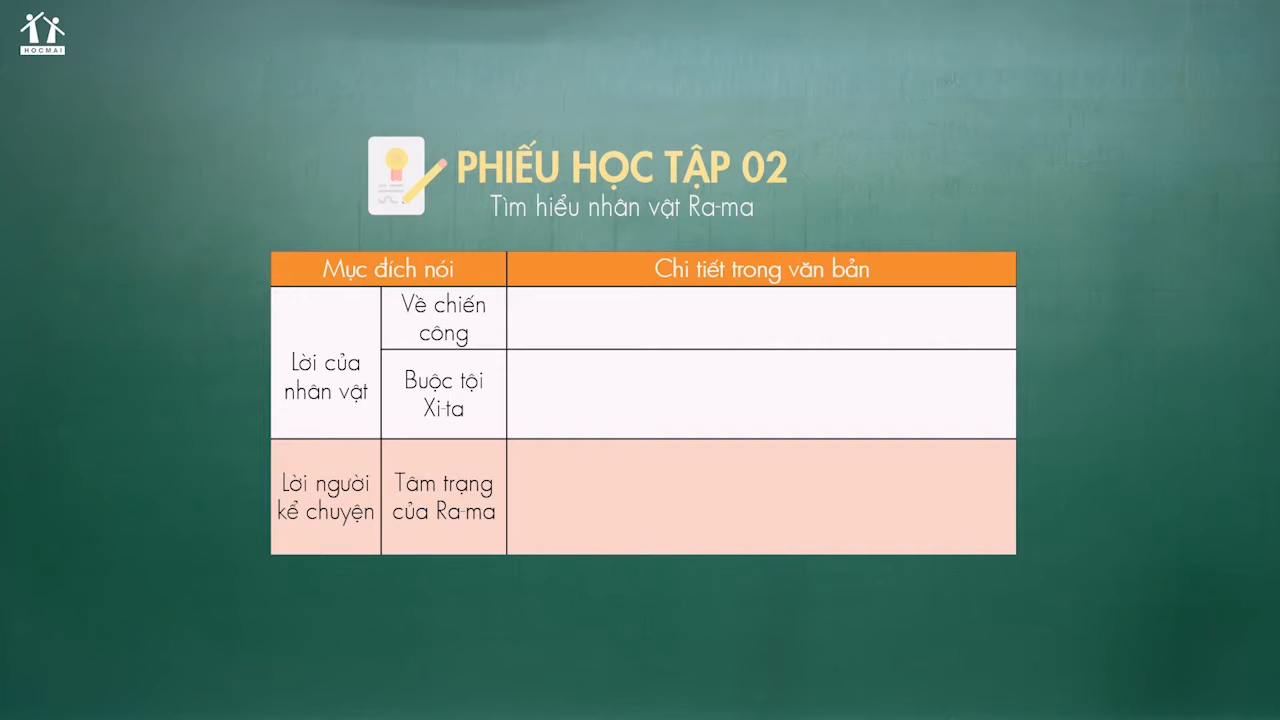 HOCMAI
PHIẾU HỌC TẬP 02
Tìm hiểu nhân vật Ra-ma
Mục đích nói
Chi tiết trong văn bản
Lời của
nhân vật
Về chiến
công
Buộc tội
Xi-ta
Lời người
kể chuyện
Tâm trạng
của Ra-ma